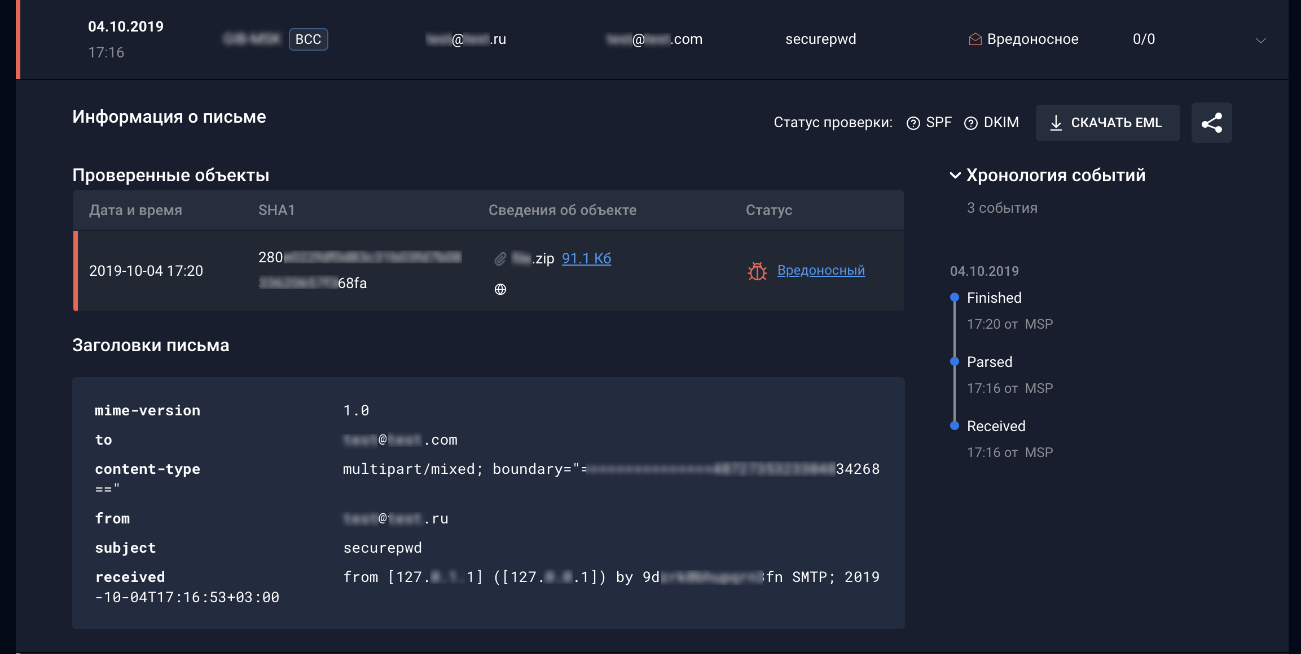 04.10.2019
17:16
BCC
@ .ru
@ .com
securepwd
Вредоносное
0/0
Информация о письме
Статус проверки: SPF DKIM
СКАЧАТЬ EML
Проверенные объекты
Дата и время SHA1 Сведения об объекте Статус
2019-10-04 17:20
280
68fa
.zip 91.1 Кб
Вредоносный
Хронология событий
3 события
04.10.2019
Finished
17:20 от MSP
Parsed
17:16 от MSP
Received
17:16 от MSP
Заголовки письма
mime-version 1.0
to @ .com
content-type multipart/mixed; boundary="= 34268
=="
from @ .ru
subject securepwd
received from [127. 1] ([127. .1]) by 9d fn SMTP; 2019
-10-04T17:16:53+03:00